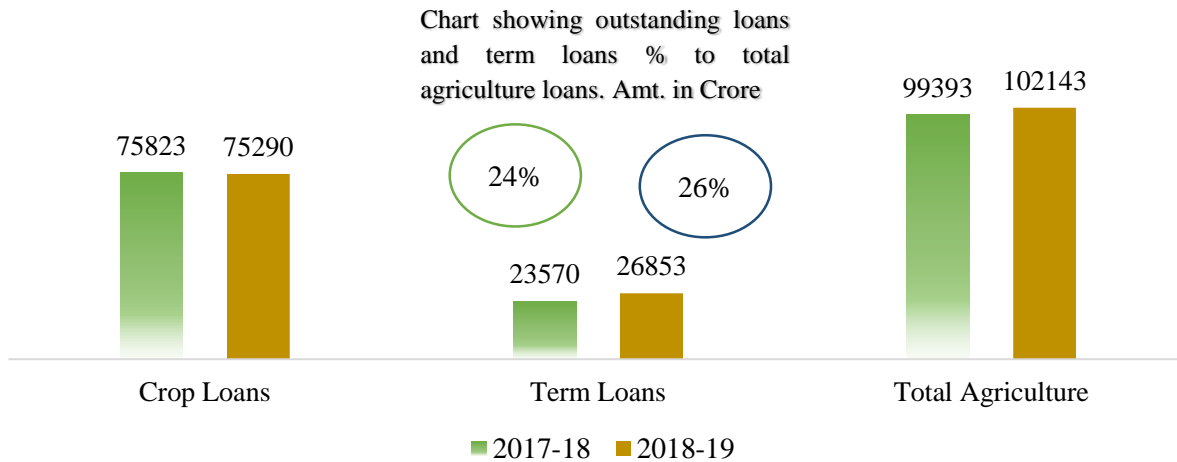 Chart showing outstanding loans
and term loans % to total
agriculture loans. Amt. in Crore
75823
75290
24%
26%
23570
26853
99393
102143
Crop Loans
Term Loans
Total Agriculture
2017-18
2018-19